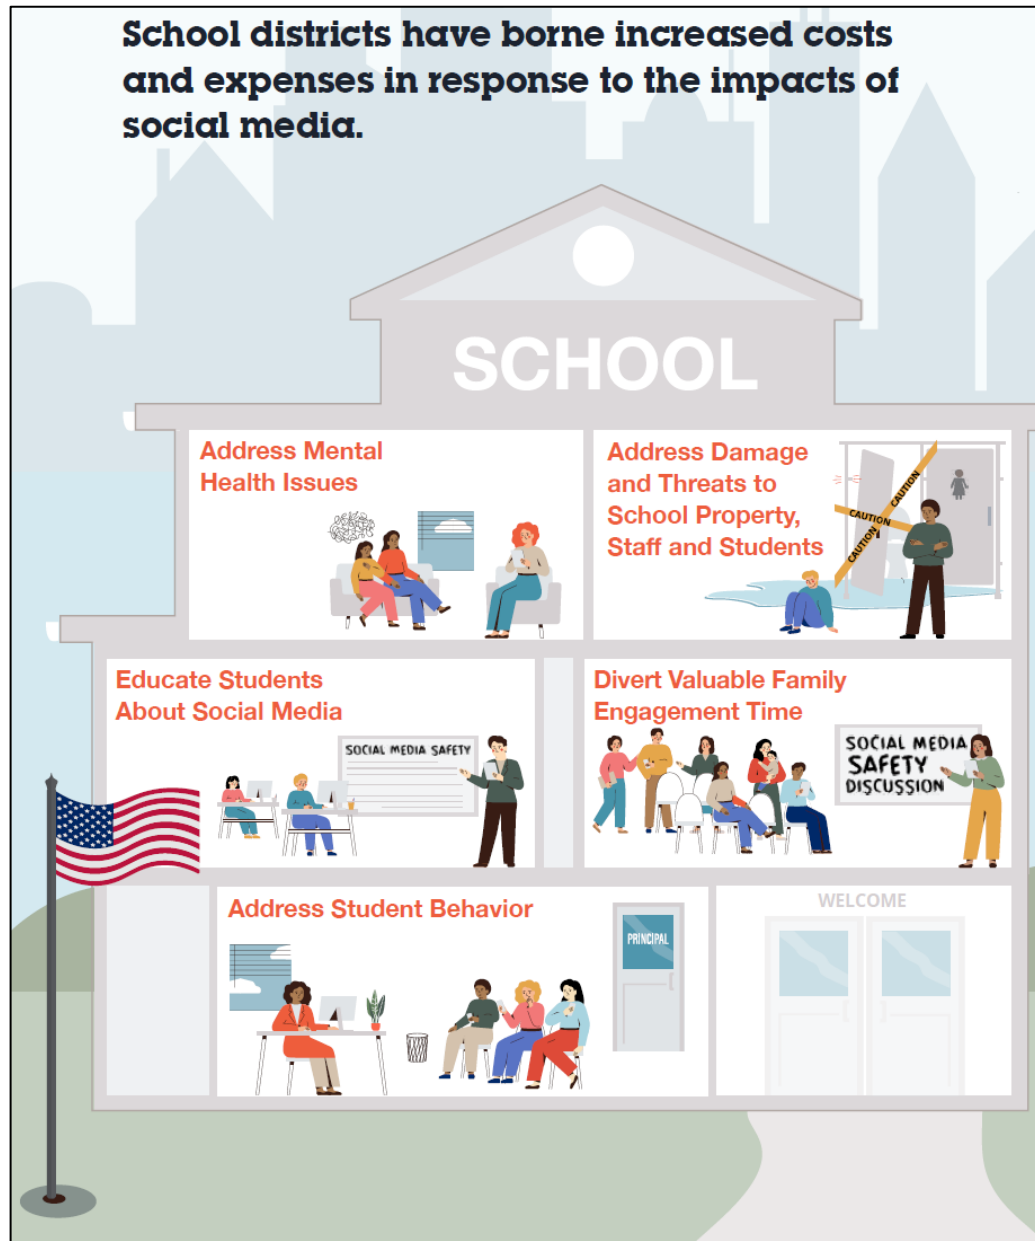 School districts have borne increased costs
and expenses in response to the impacts of
social media.
SCHOOL
Address Mental
Health Issues
Address Damage
and Threats to
School Property,
Staff and Students
CAUTION
CAUTION
CAUTION
Educate Students
About Social Media
SOCIAL MEDIA SAFETY
Divert Valuable Family
Engagement Time
SOCIAL MEDIA
SAFETY
DISCUSSION
Address Student Behavior
PRINCIPAL
WELCOME